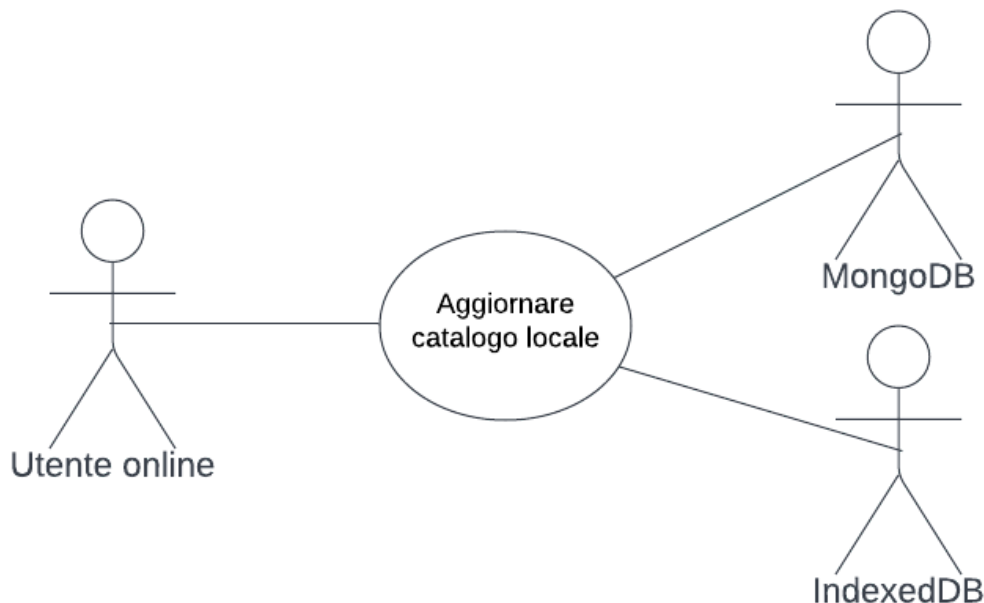 Utente online
Aggiornare
catalogo locale
MongoDB
IndexedDB